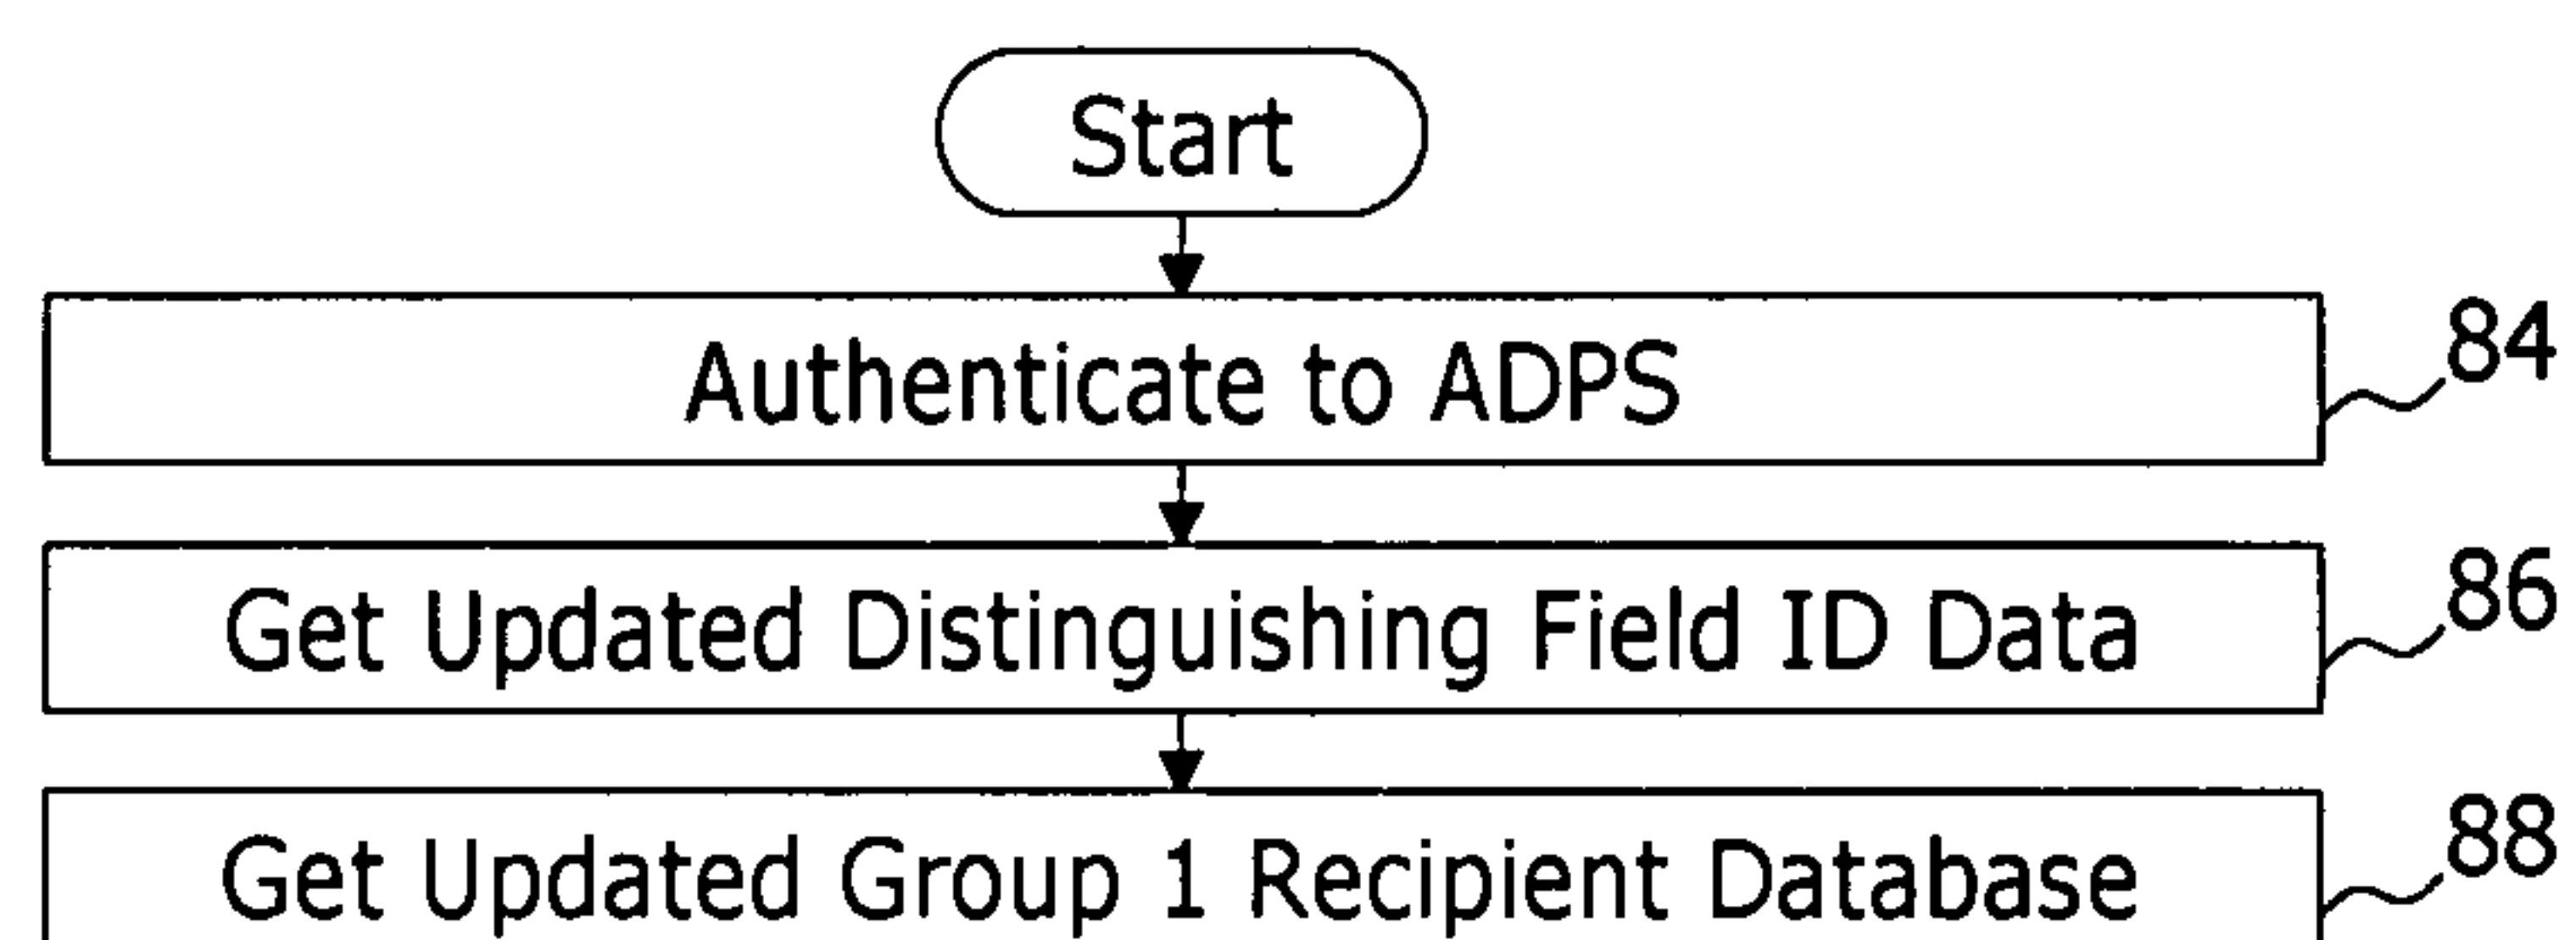 Start
Authenticate to ADPS
84
Get Updated Distinguishing Field ID Data
86
Get Updated Group 1 Recipient Database
88